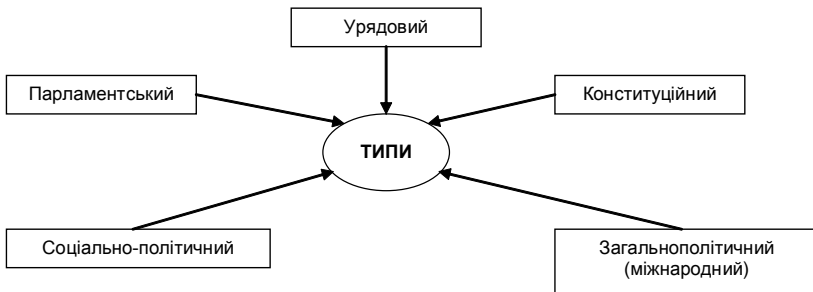 Урядовий
Парламентський
Конституційний
ТИПИ
Соціально-політичний
Загальнополітичний
(міжнародний)